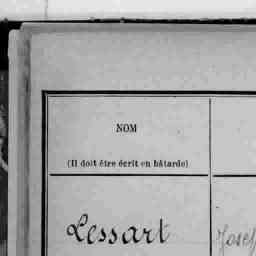 NOM
(Il doit être écrit en bâtarde)
Lessart